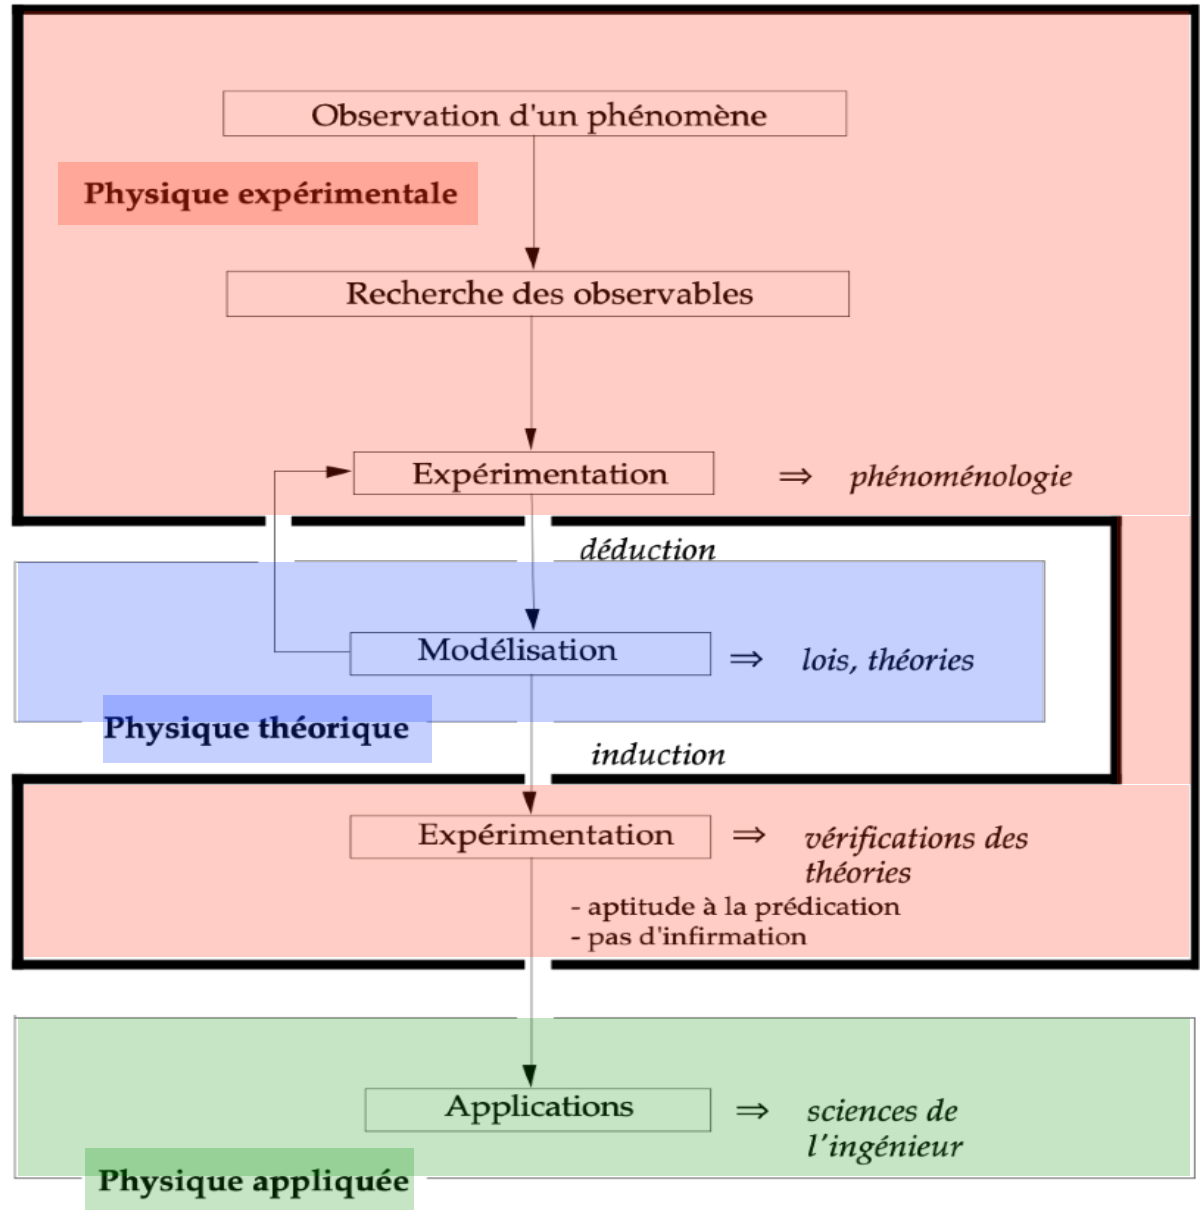 Observation d'un phénomène
Physique expérimentale
Recherche des observables
Expérimentation ⇒ phénoménologie
déduction
Modélisation ⇒ lois, théories
Physique théorique
induction
Expérimentation ⇒ vérifications des
théories
- aptitude à la prédication
- pas d'infirmation
Applications ⇒ sciences de
l'ingénieur
Physique appliquée